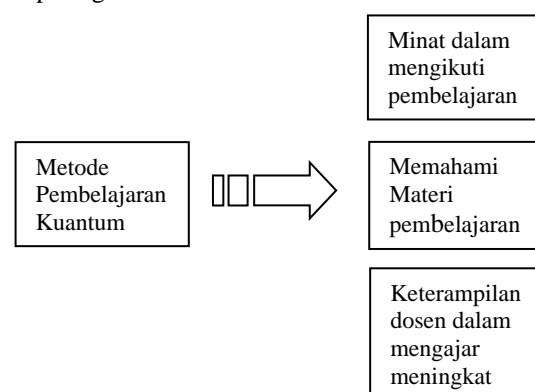 Minat dalam
mengikuti
pembelajaran
Metode
Pembelajaran
Kuantum
Memahami
Materi
pembelajaran
Keterampilan
dosen dalam
mengajar
meningkat